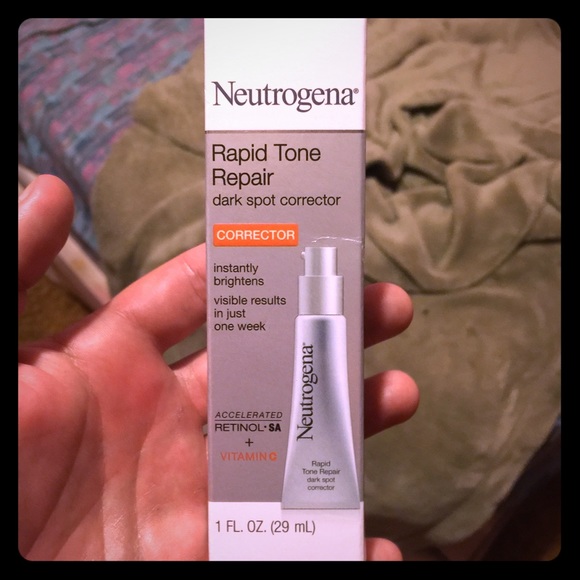 Neutrogena®
Rapid Tone
Repair
dark spot corrector
CORRECTOR
instantly
brightens
visible results
in just
one week
ACCELERATED
RETINOL•SA
+
VITAMIN C
Neutrogena®
Rapid
Tone Repair
dark spot
corrector
1 FL. OZ. (29 mL)